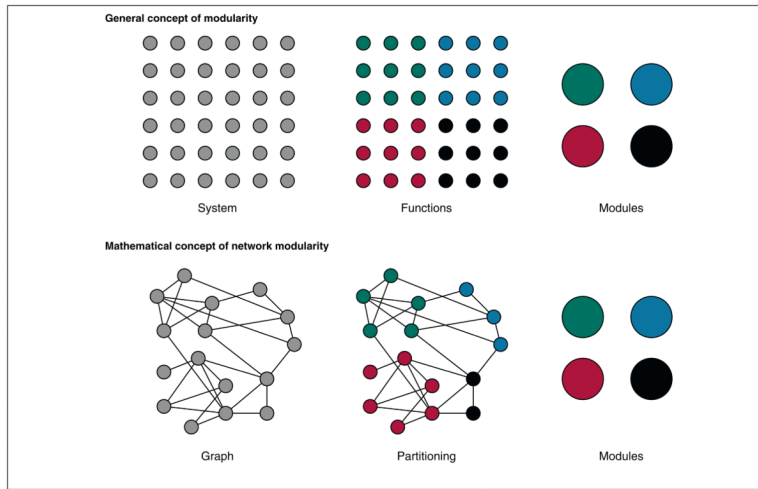 General concept of modularity
System
Functions
Modules
Mathematical concept of network modularity
Graph
Partitioning
Modules